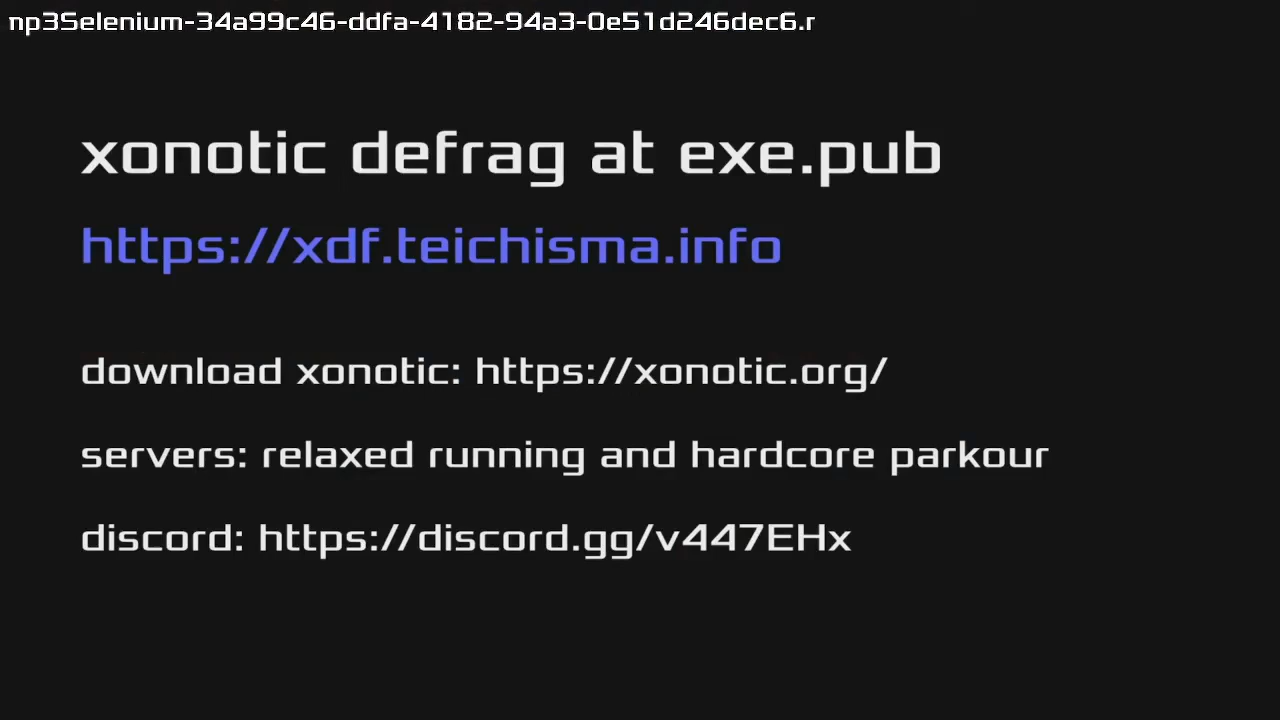 np3Selenium-34a99c46-ddfa-4182-94a3-0e51d246dec6.r
xonotic defrag at exe.pub
https://xdf.teichisma.info
download xonotic: https://xonotic.org/
servers: relaxed running and hardcore parkour
discord: https://discord.gg/v447EHx